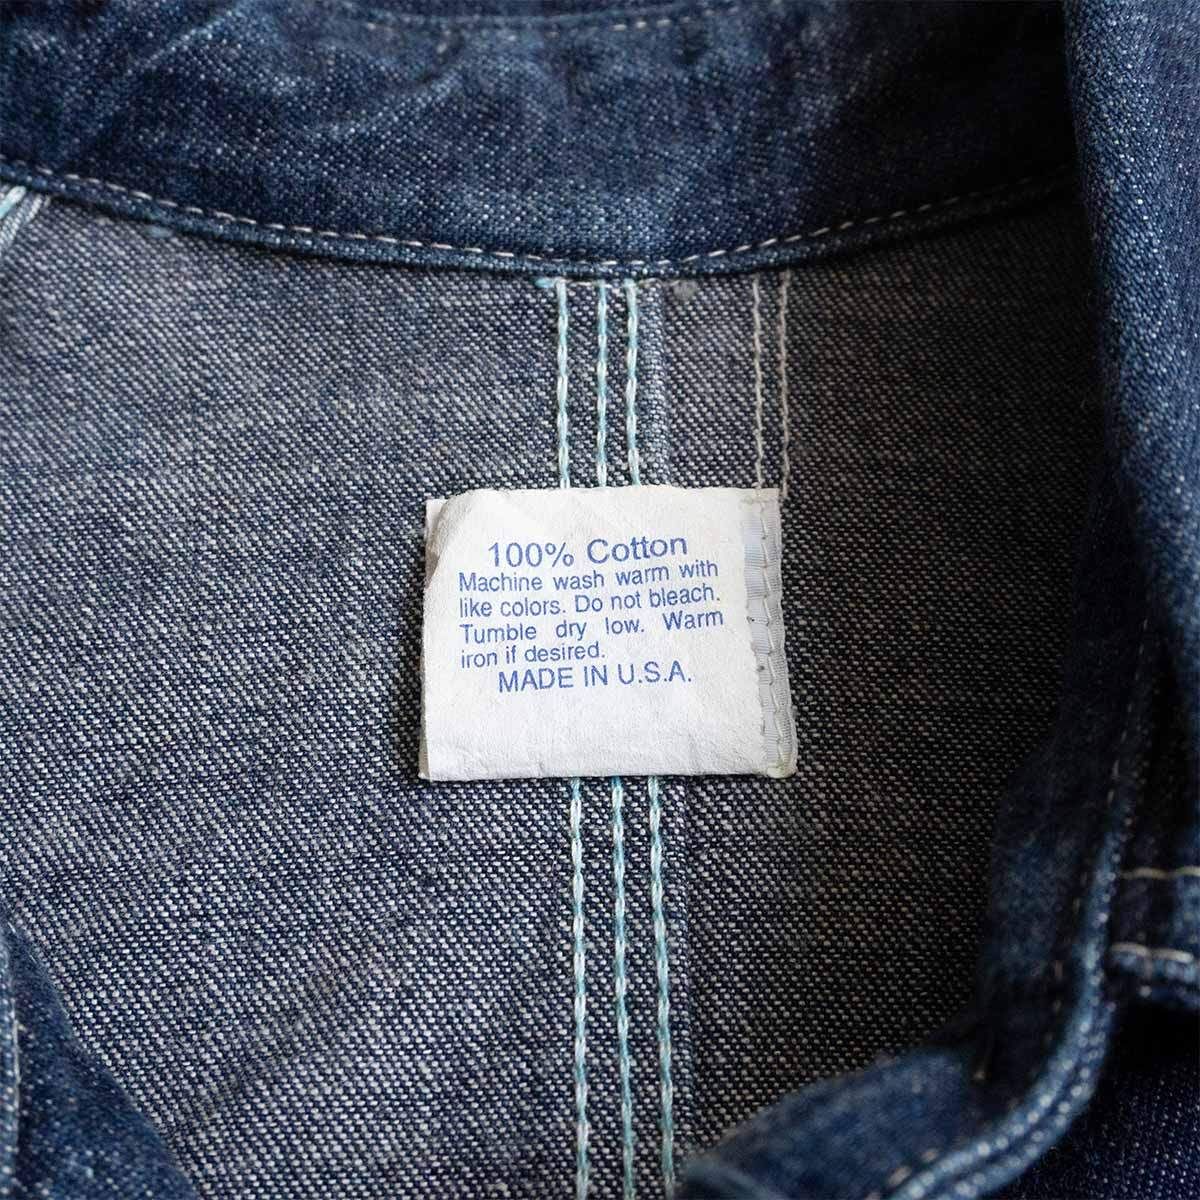 100% Cotton
Machine wash warm with
like colors. Do not bleach.
Tumble dry low. Warm
iron if desired.
MADE IN U.S.A.